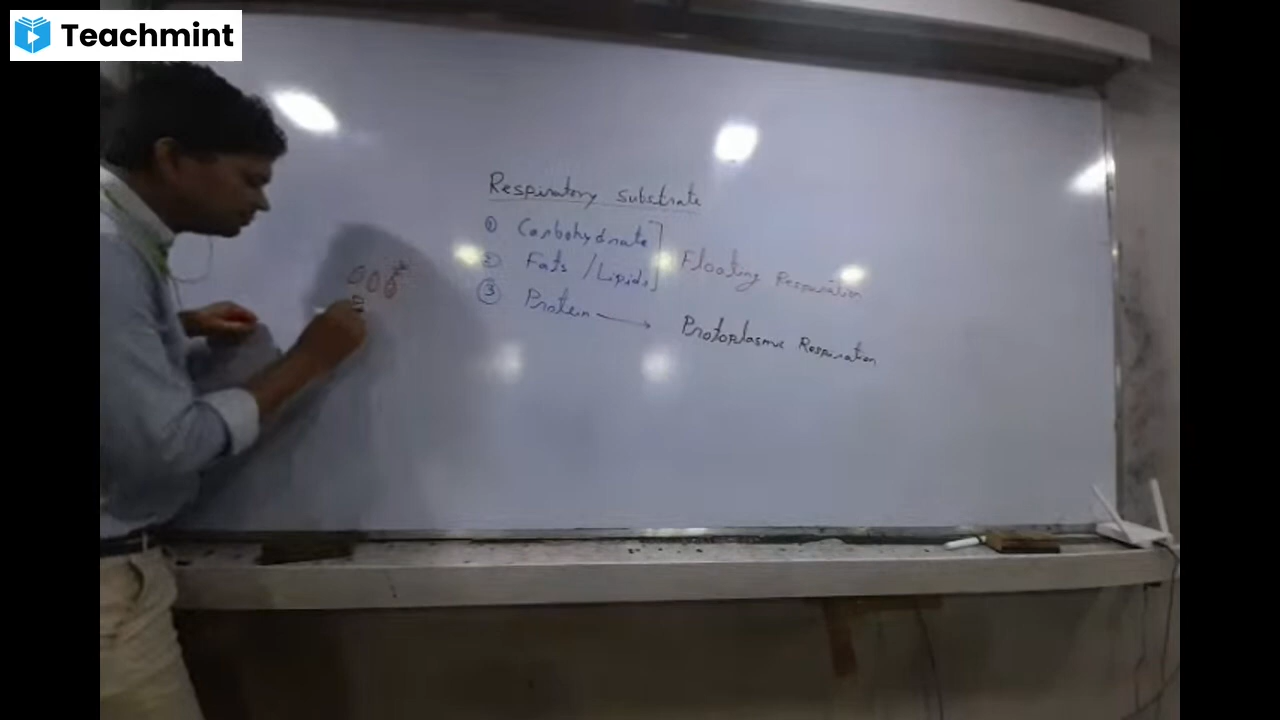 Teachmint
Respiratory substrate
① Carbohydrate
② Fats / Lipids
Floating Respiration
③ Protein → Protoplasmic Respiration